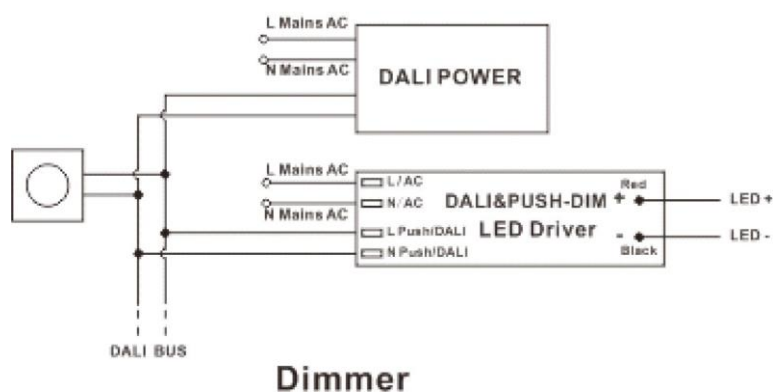 L Mains AC
N Mains AC
DALI POWER
L Mains AC
N Mains AC
L/AC
N/AC
L Push/DALI
N Push/DALI
DALI&PUSH-DIM
LED Driver
Red
+
-
Black
LED +
LED -
DALI BUS
Dimmer